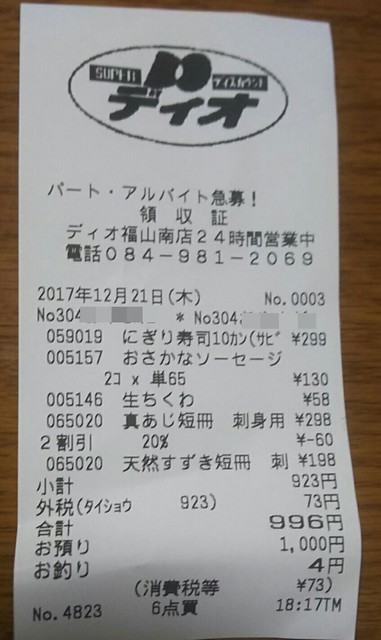 SUPER ディスカウント
ディオ
パート・アルバイト急募!
領収証
ディオ福山南店24時間営業中
電話084-981-2069
2017年12月21日(木) No.0003
No304 * No304
059019 にぎり寿司10カン(サビ ¥299
005157 おさかなソーセージ
2コ x 単65 ¥130
005146 生ちくわ ¥58
065020 真あじ短冊 刺身用 ¥298
2割引 20% ¥-60
065020 天然すずき短冊 刺 ¥198
小計 923円
外税(タイショウ 923) 73円
合計 996円
お預り 1,000円
お釣り 4円
(消費税等 ¥73)
No.4823 6点買 18:17TM